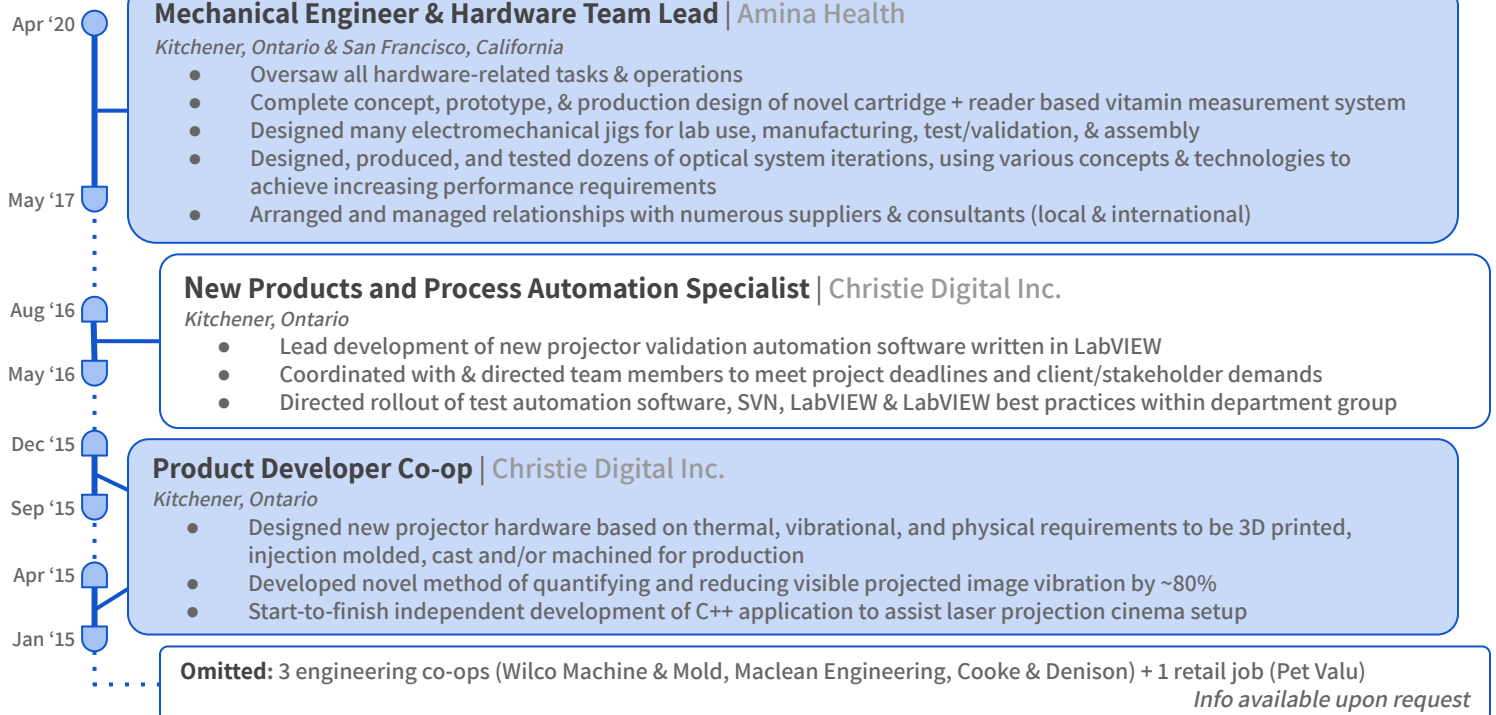 Apr ‘20
Mechanical Engineer & Hardware Team Lead | Amina Health
Kitchener, Ontario & San Francisco, California
● Oversaw all hardware-related tasks & operations
● Complete concept, prototype, & production design of novel cartridge + reader based vitamin measurement system
● Designed many electromechanical jigs for lab use, manufacturing, test/validation, & assembly
● Designed, produced, and tested dozens of optical system iterations, using various concepts & technologies to
achieve increasing performance requirements
● Arranged and managed relationships with numerous suppliers & consultants (local & international)
May ‘17
New Products and Process Automation Specialist | Christie Digital Inc.
Kitchener, Ontario
Aug ‘16
● Lead development of new projector validation automation software written in LabVIEW
● Coordinated with & directed team members to meet project deadlines and client/stakeholder demands
● Directed rollout of test automation software, SVN, LabVIEW & LabVIEW best practices within department group
May ‘16
Dec ‘15
Product Developer Co-op | Christie Digital Inc.
Kitchener, Ontario
Sep ‘15
● Designed new projector hardware based on thermal, vibrational, and physical requirements to be 3D printed,
injection molded, cast and/or machined for production
● Developed novel method of quantifying and reducing visible projected image vibration by ~80%
● Start-to-finish independent development of C++ application to assist laser projection cinema setup
Apr ‘15
Jan ‘15
Omitted: 3 engineering co-ops (Wilco Machine & Mold, Maclean Engineering, Cooke & Denison) + 1 retail job (Pet Valu)
Info available upon request